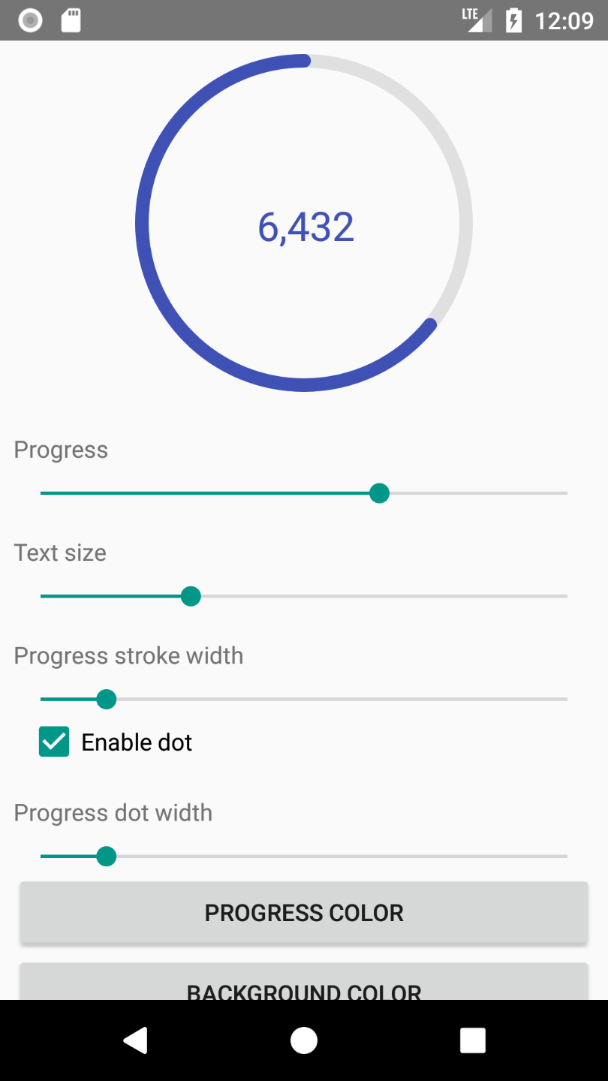 LTE 12:09
6,432
Progress
Text size
Progress stroke width
Enable dot
Progress dot width
PROGRESS COLOR
BACKGROUND COLOR